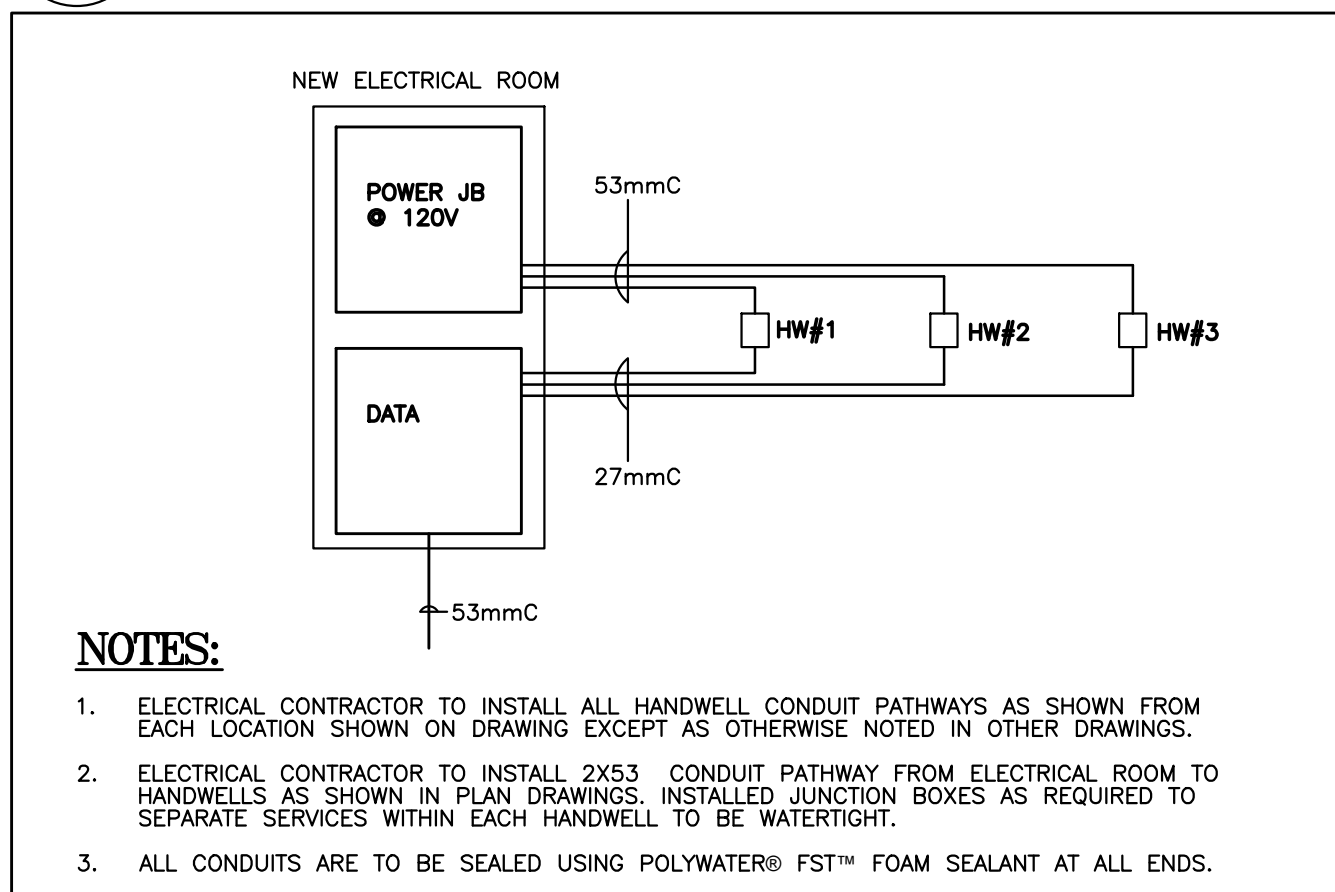 NEW ELECTRICAL ROOM
POWER JB
@ 120V
53mmC
HW#1
HW#2
HW#3
DATA
27mmC
53mmC
NOTES:
1. ELECTRICAL CONTRACTOR TO INSTALL ALL HANDWELL CONDUIT PATHWAYS AS SHOWN FROM
EACH LOCATION SHOWN ON DRAWING EXCEPT AS OTHERWISE NOTED IN OTHER DRAWINGS.
2. ELECTRICAL CONTRACTOR TO INSTALL 2X53 CONDUIT PATHWAY FROM ELECTRICAL ROOM TO
HANDWELLS AS SHOWN IN PLAN DRAWINGS. INSTALLED JUNCTION BOXES AS REQUIRED TO
SEPARATE SERVICES WITHIN EACH HANDWELL TO BE WATERTIGHT.
3. ALL CONDUITS ARE TO BE SEALED USING POLYWATER® FST™ FOAM SEALANT AT ALL ENDS.